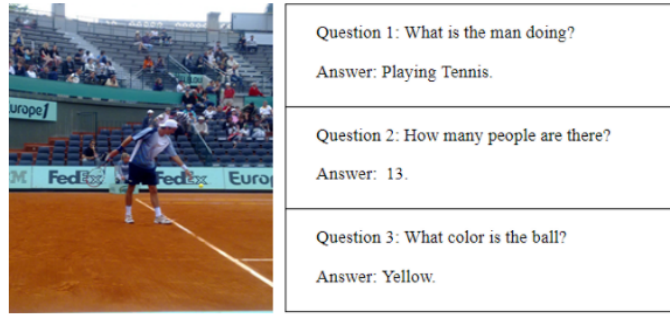 urope1
FedEx
FedEx
Euro
Question 1: What is the man doing?
Answer: Playing Tennis.
Question 2: How many people are there?
Answer:  13.
Question 3: What color is the ball?
Answer: Yellow.